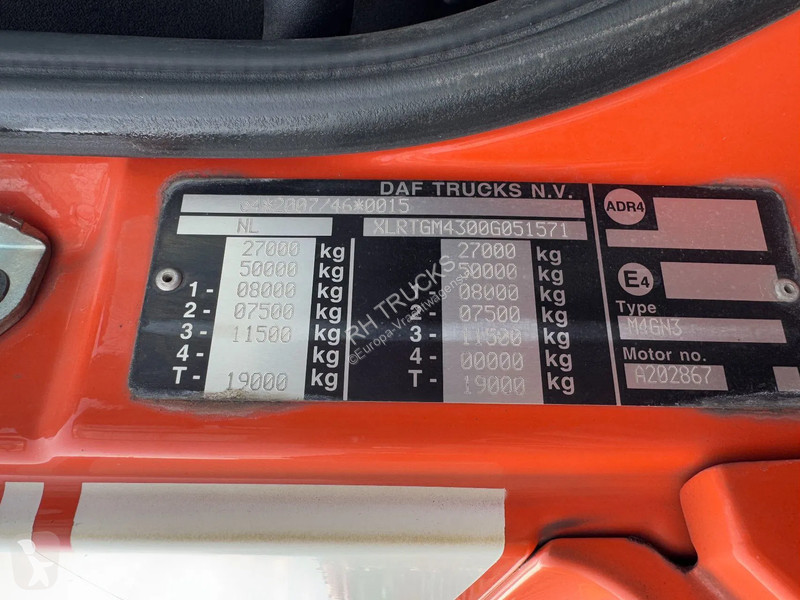 DAF TRUCKS N.V.
e4*2007/46*0015
NL XLRTGM4300G051571
27000 kg 27000 kg
50000 kg 50000 kg
1- 08000 kg 1- 08000 kg
2- 07500 kg 2- 07500 kg
3- 11500 kg 3- 11500 kg
4- kg 4- 00000 kg
T- 19000 kg T- 19000 kg
ADR4
E4
Type
M4GN3
Motor no.
A202867
RH TRUCKS
©Europa-Vrachtwagens